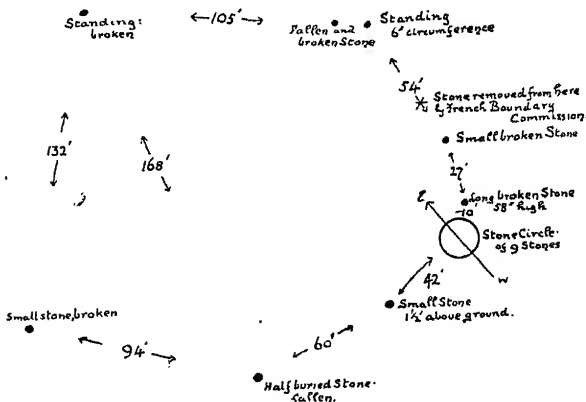 Standing:
broken
105'
Fallen and
broken Stone
Standing
6' circumference
54'
Stone removed from here
by French Boundary
Commission.
Small broken Stone
132'
168'
27'
Long broken Stone
58" high
10'
E
Stone Circle.
of 9 Stones
W
42'
Small Stone
1½' above ground.
Small stone, broken
94'
60'
Half buried Stone.
fallen.